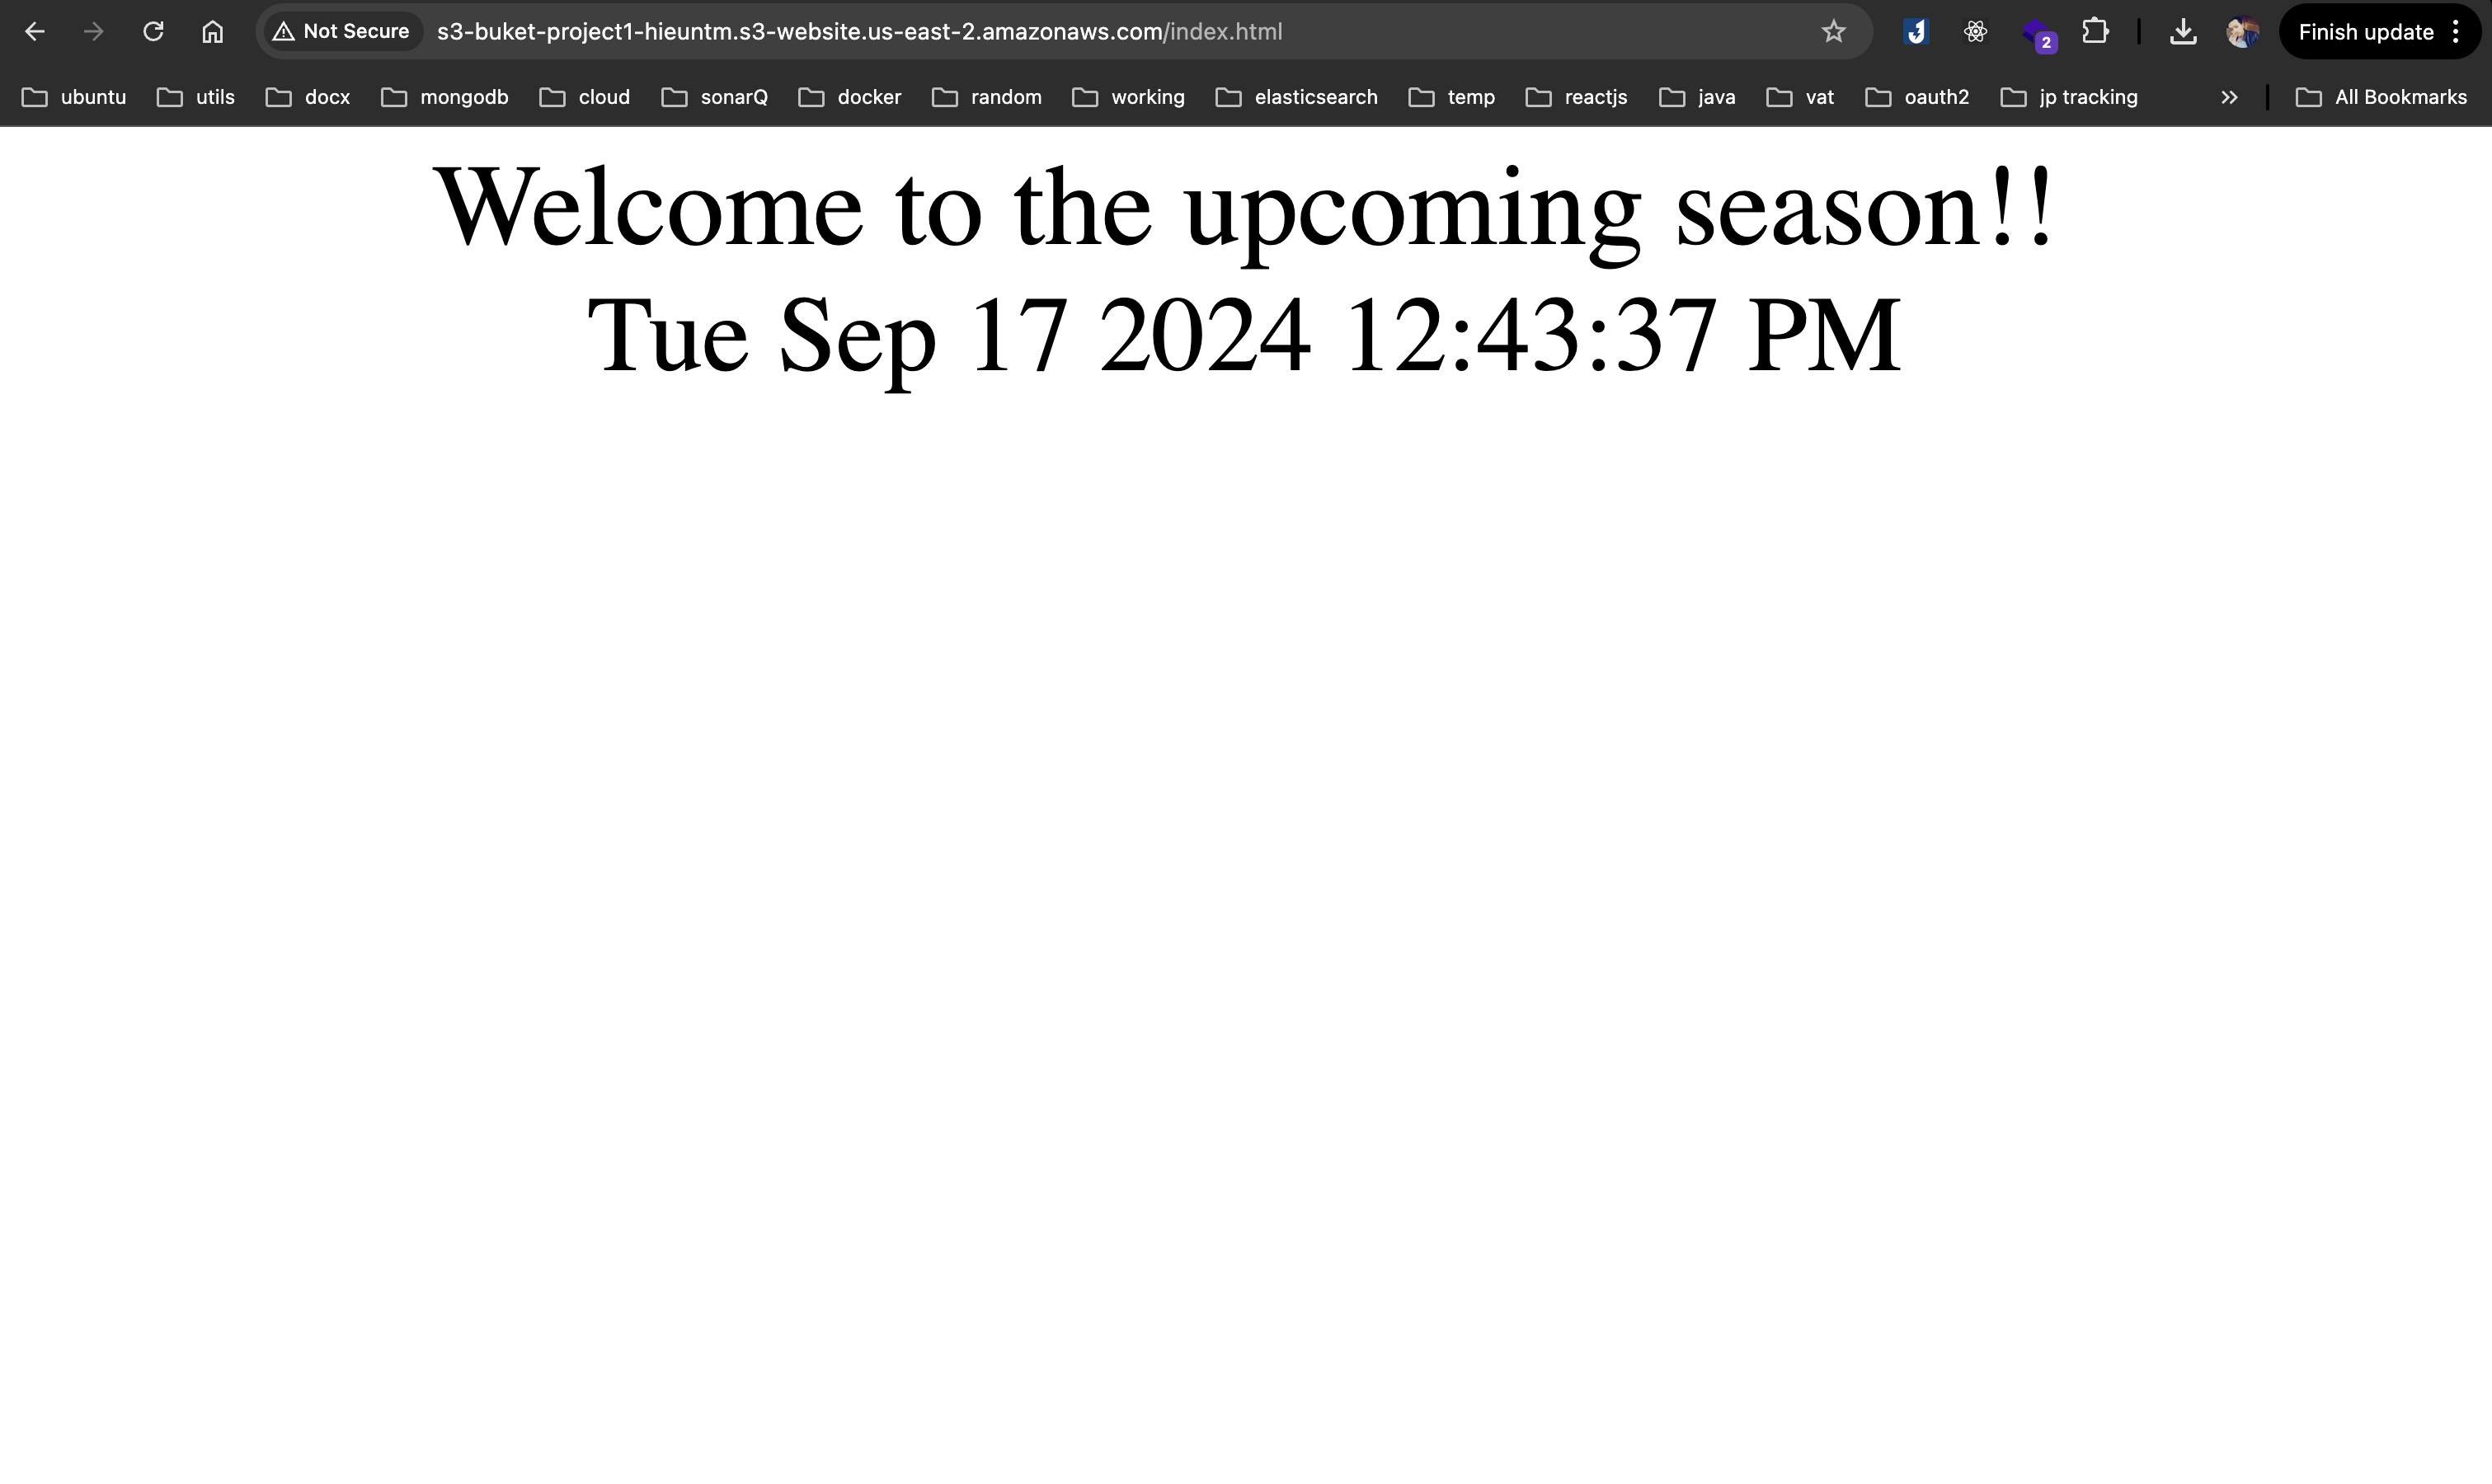 Not Secure s3-buket-project1-hieuntm.s3-website.us-east-2.amazonaws.com/index.html 2 Finish update
ubuntu utils docx mongodb cloud sonarQ docker random working elasticsearch temp reactjs java vat oauth2 jp tracking All Bookmarks
Welcome to the upcoming season!!
Tue Sep 17 2024 12:43:37 PM